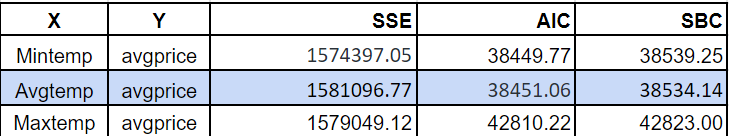 X Y SSE AIC SBC
Mintemp avgprice 1574397.05 38449.77 38539.25
Avgtemp avgprice 1581096.77 38451.06 38534.14
Maxtemp avgprice 1579049.12 42810.22 42823.00